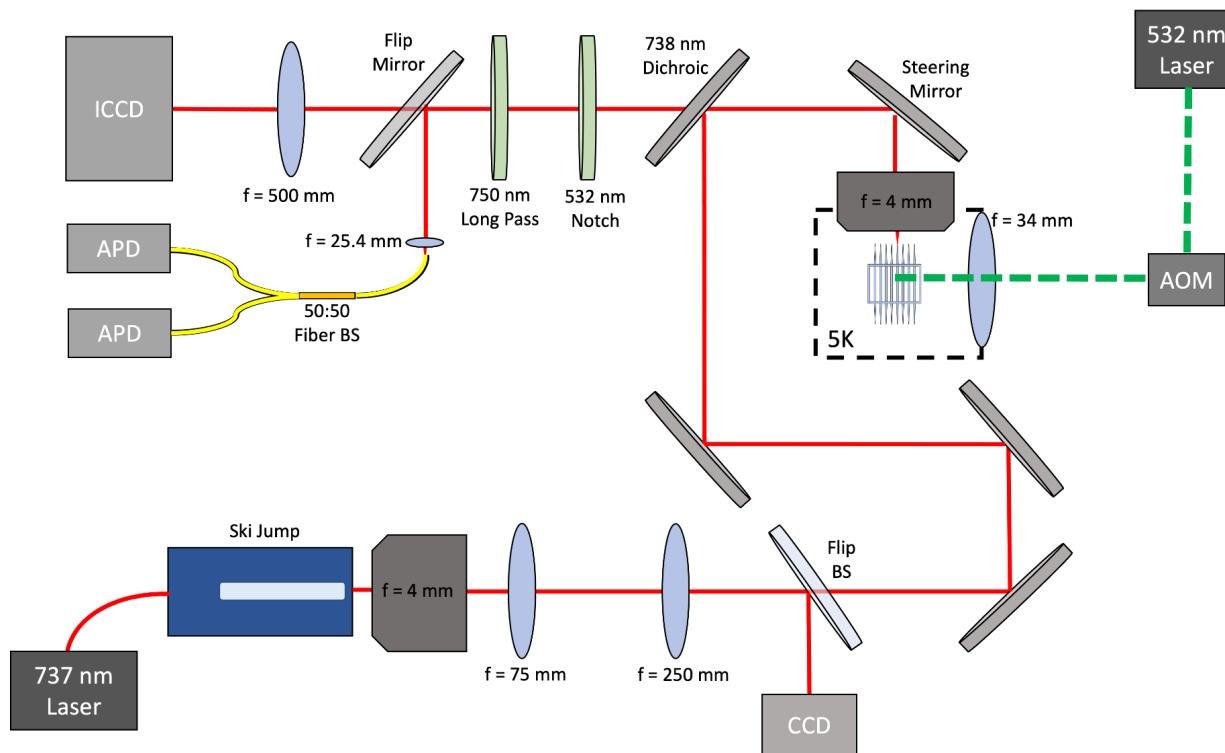 532 nm
Laser
Flip
Mirror
738 nm
Dichroic
Steering
Mirror
ICCD
f = 500 mm
750 nm
Long Pass
532 nm
Notch
f = 4 mm
f = 34 mm
f = 25.4 mm
APD
AOM
50:50
Fiber BS
APD
5K
Ski Jump
Flip
BS
f = 4 mm
f = 75 mm
f = 250 mm
737 nm
Laser
CCD